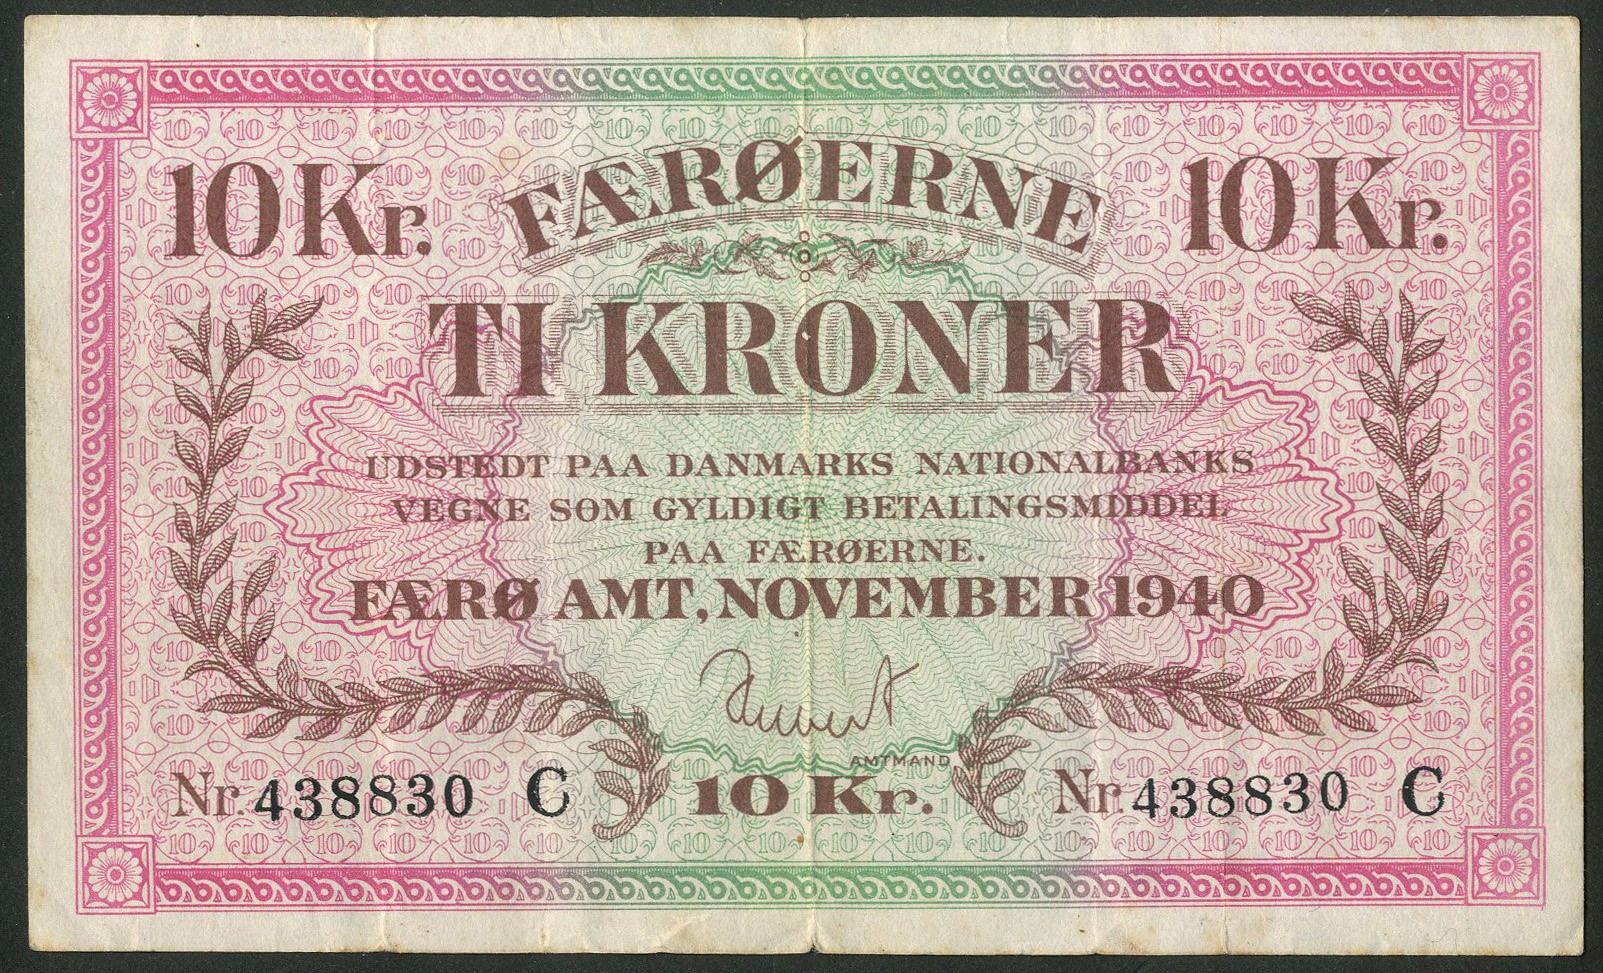 10 Kr. FÆRØERNE 10 Kr.
TI KRONER
UDSTEDT PAA DANMARKS NATIONALBANKS
VEGNE SOM GYLDIGT BETALINGSMIDDEL
PAA FÆRØERNE.
FÆRØ AMT, NOVEMBER 1940
AMTMAND
Nr. 438830 C 10 Kr. Nr. 438830 C